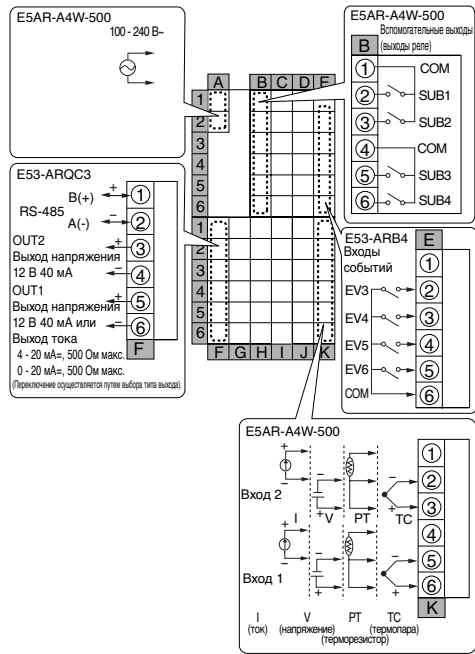 E5AR-A4W-500
100 - 240 В~
E5AR-A4W-500
Вспомогательные выходы
(выходы реле)
B
1 COM
2 SUB1
3 SUB2
4 COM
5 SUB3
6 SUB4
A B C D E
1
2
3
4
5
6
1
2
3
4
5
6
F G H I J K
E53-ARQC3
RS-485
B(+) + 1
A(-) − 2
OUT2
Выход напряжения
12 В 40 мА
+ 3
− 4
OUT1
Выход напряжения
12 В 40 мА или
Выход тока
+ 5
− 6
4 - 20 мА=, 500 Ом макс.
0 - 20 мА=, 500 Ом макс.
(Переключение осуществляется путем выбора типа выхода).
F
E53-ARB4
Входы
событий
E
1
EV3 2
EV4 3
EV5 4
EV6 5
COM 6
E5AR-A4W-500
Вход 2
+ − − + − +
I V PT TC
Вход 1
+ − − + − +
1
2
3
4
5
6
K
I V PT TC
(ток) (напряжение) (терморезистор) (термопара)